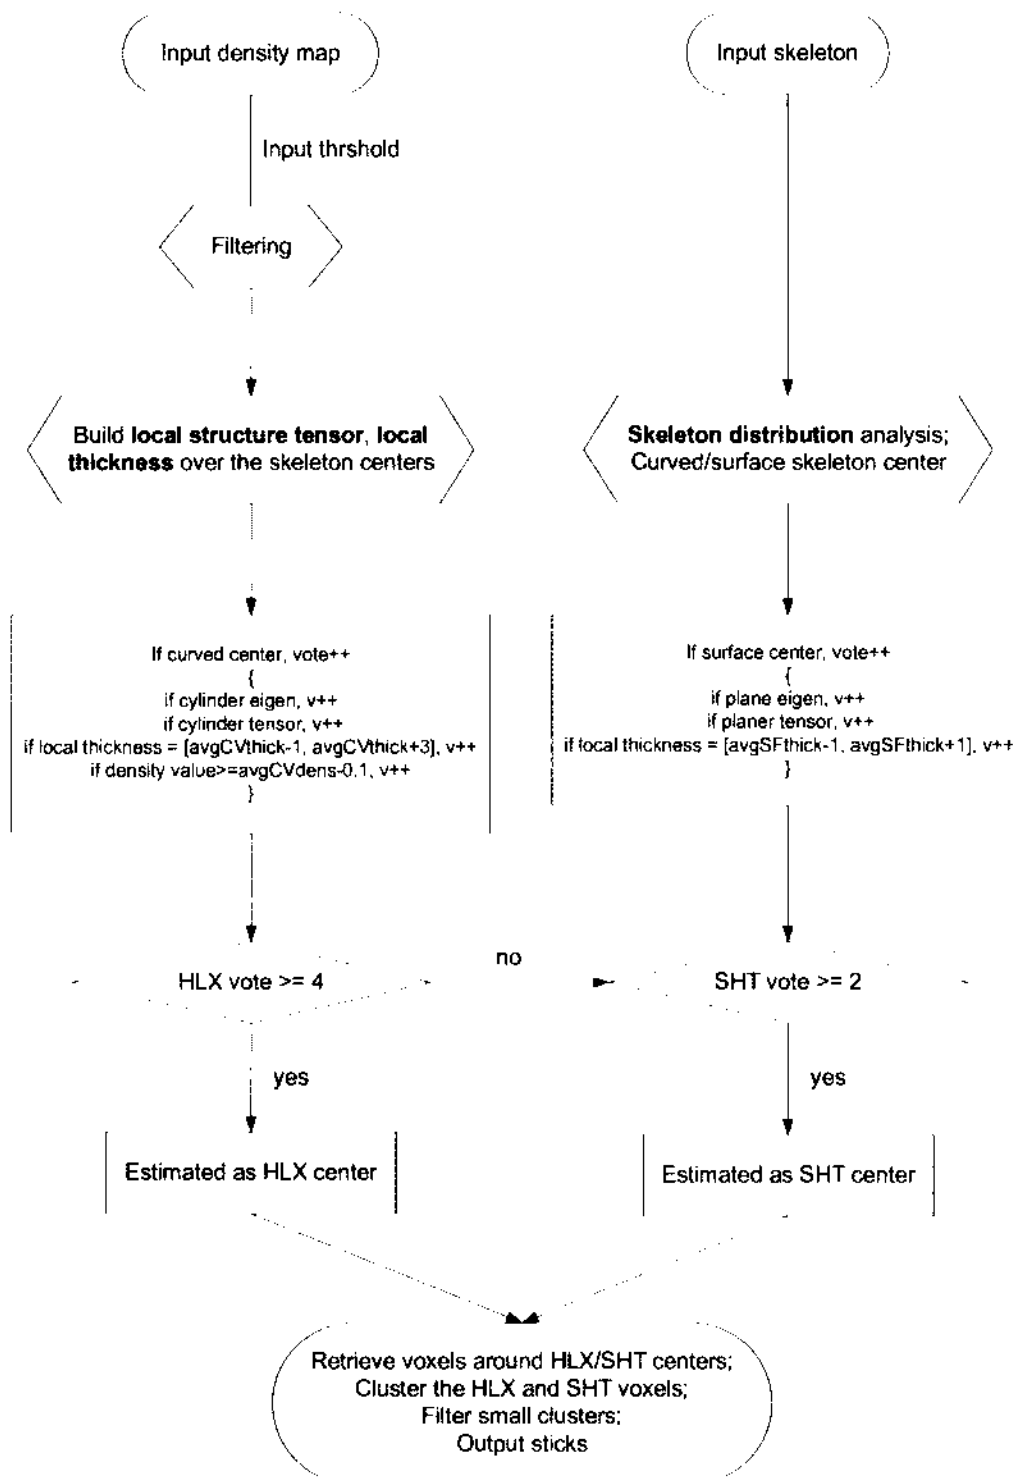 Input density map
Input skeleton
Input thrshold
Filtering
Build local structure tensor, local
thickness over the skeleton centers
Skeleton distribution analysis;
Curved/surface skeleton center
If curved center, vote++
{
if cylinder eigen, v++
if cylinder tensor, v++
if local thickness = [avgCVthick-1, avgCVthick+3], v++
if density value>=avgCVdens-0.1, v++
}
If surface center, vote++
{
if plane eigen, v++
if planer tensor, v++
if local thickness = [avgSFthick-1, avgSFthick+1], v++
}
HLX vote >= 4
no
SHT vote >= 2
yes
yes
Estimated as HLX center
Estimated as SHT center
Retrieve voxels around HLX/SHT centers;
Cluster the HLX and SHT voxels;
Filter small clusters;
Output sticks